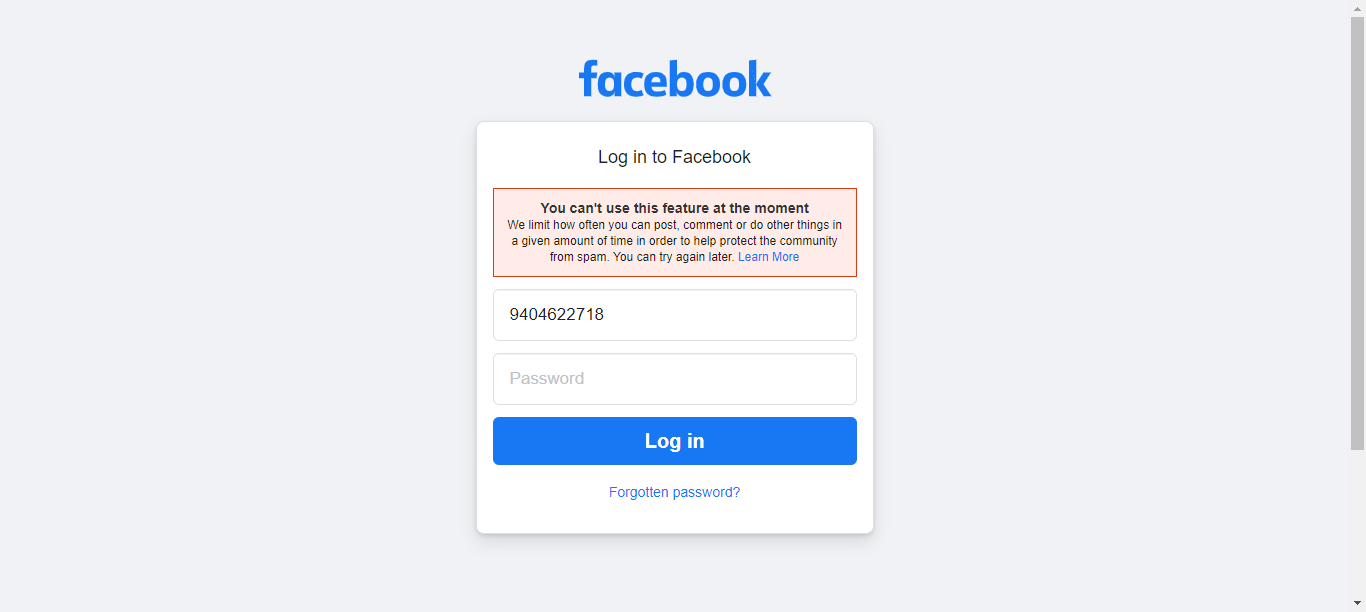 facebook
Log in to Facebook
You can't use this feature at the moment
We limit how often you can post, comment or do other things in
a given amount of time in order to help protect the community
from spam. You can try again later. Learn More
9404622718
Password
Log in
Forgotten password?